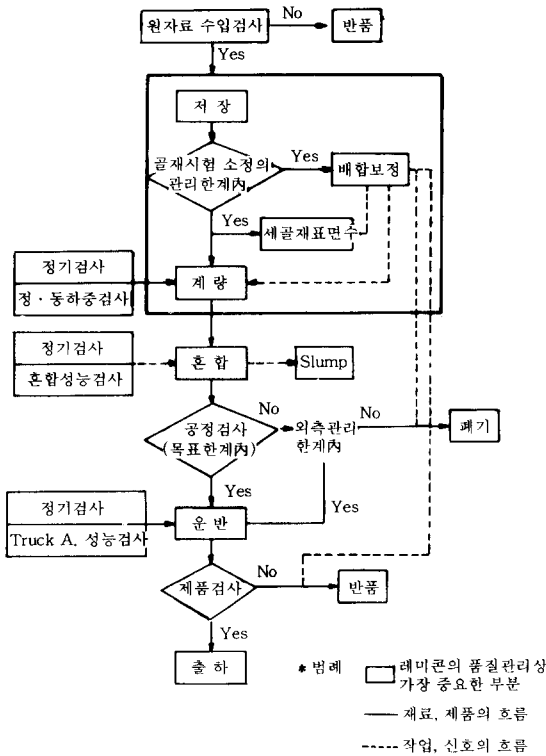 원자료 수입검사
No
반품
Yes
저 장
골재시험 소정의
관리한계內
Yes
배합보정
Yes
세골재표면수
정기검사
정·동하중검사
계 량
정기검사
혼합성능검사
혼 합
Slump
공정검사
(목표한계內)
No
외측관리
한계內
No
폐기
Yes
Yes
정기검사
Truck A. 성능검사
운 반
제품검사
No
반품
Yes
출 하
* 범례
레미콘의 품질관리상
가장 중요한 부분
재료, 제품의 흐름
작업, 신호의 흐름